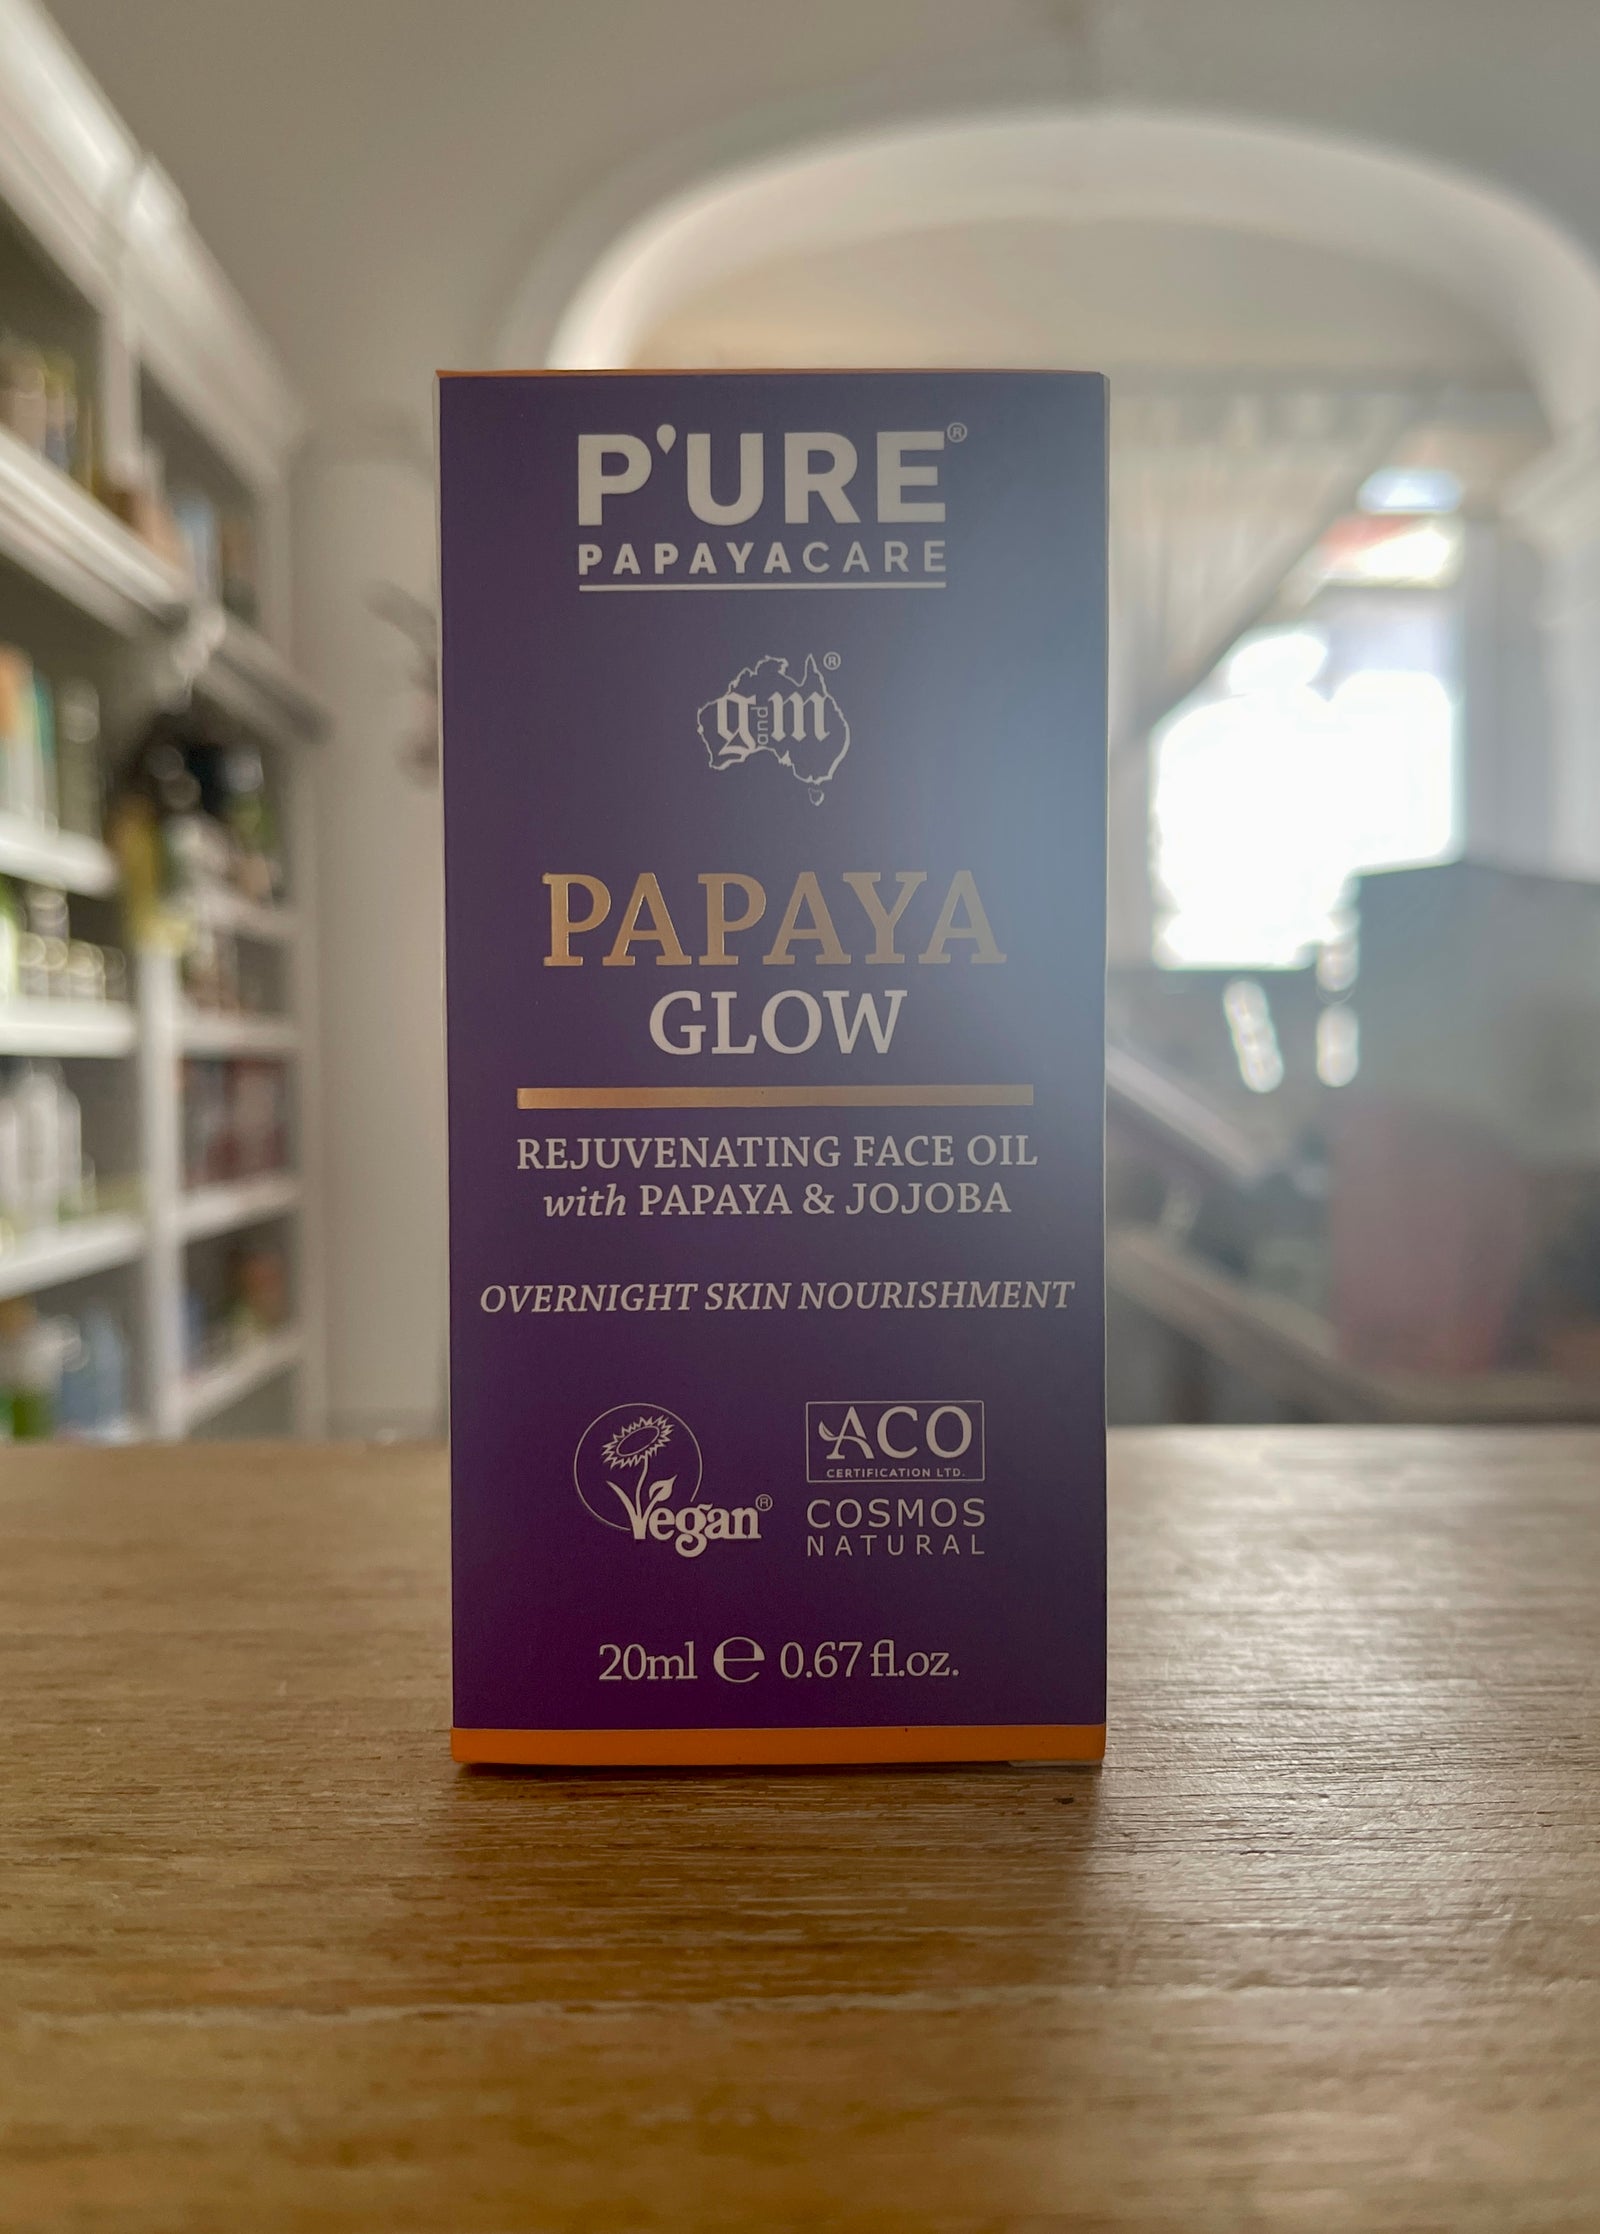 P'URE®
PAPAYACARE
g and m®
PAPAYA
GLOW
REJUVENATING FACE OIL
with PAPAYA & JOJOBA
OVERNIGHT SKIN NOURISHMENT
Vegan®
ACO
CERTIFICATION LTD.
COSMOS
NATURAL
20ml ℮ 0.67 fl.oz.